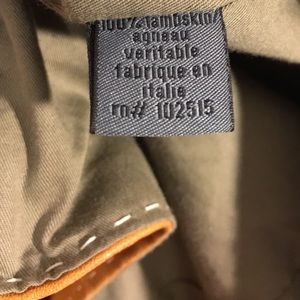 100% lambskin/
agneau
veritable
fabrique en
italie
rn# 102515